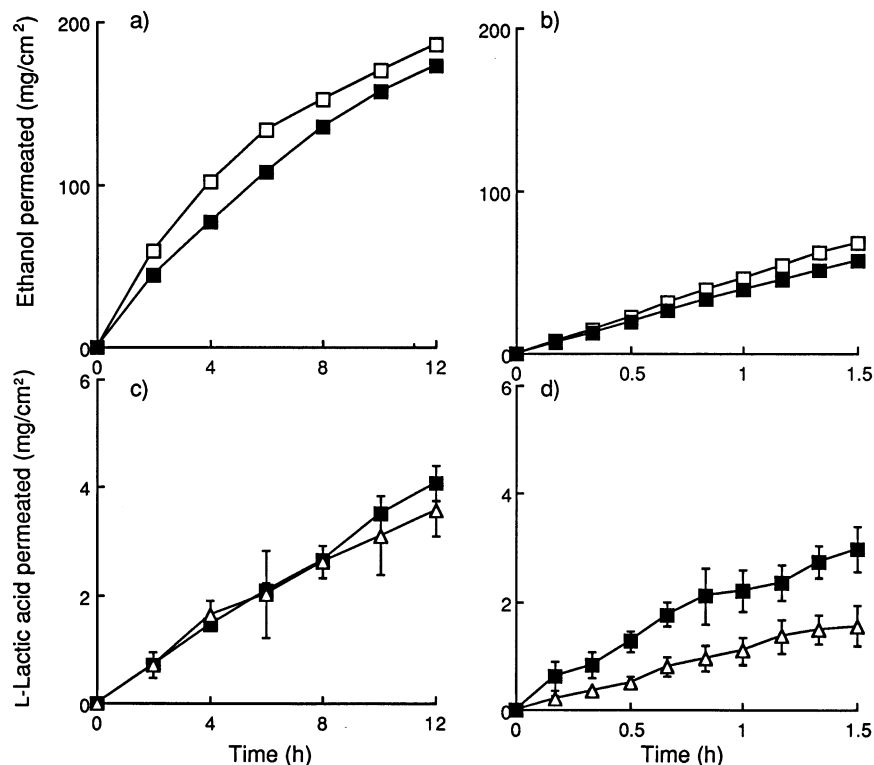 a)
Ethanol permeated (mg/cm²)
200
100
0
0 4 8 12
b)
200
100
0
0 0.5 1 1.5
c)
L-Lactic acid permeated (mg/cm²)
6
4
2
0
0 4 8 12
Time (h)
d)
6
4
2
0
0 0.5 1 1.5
Time (h)